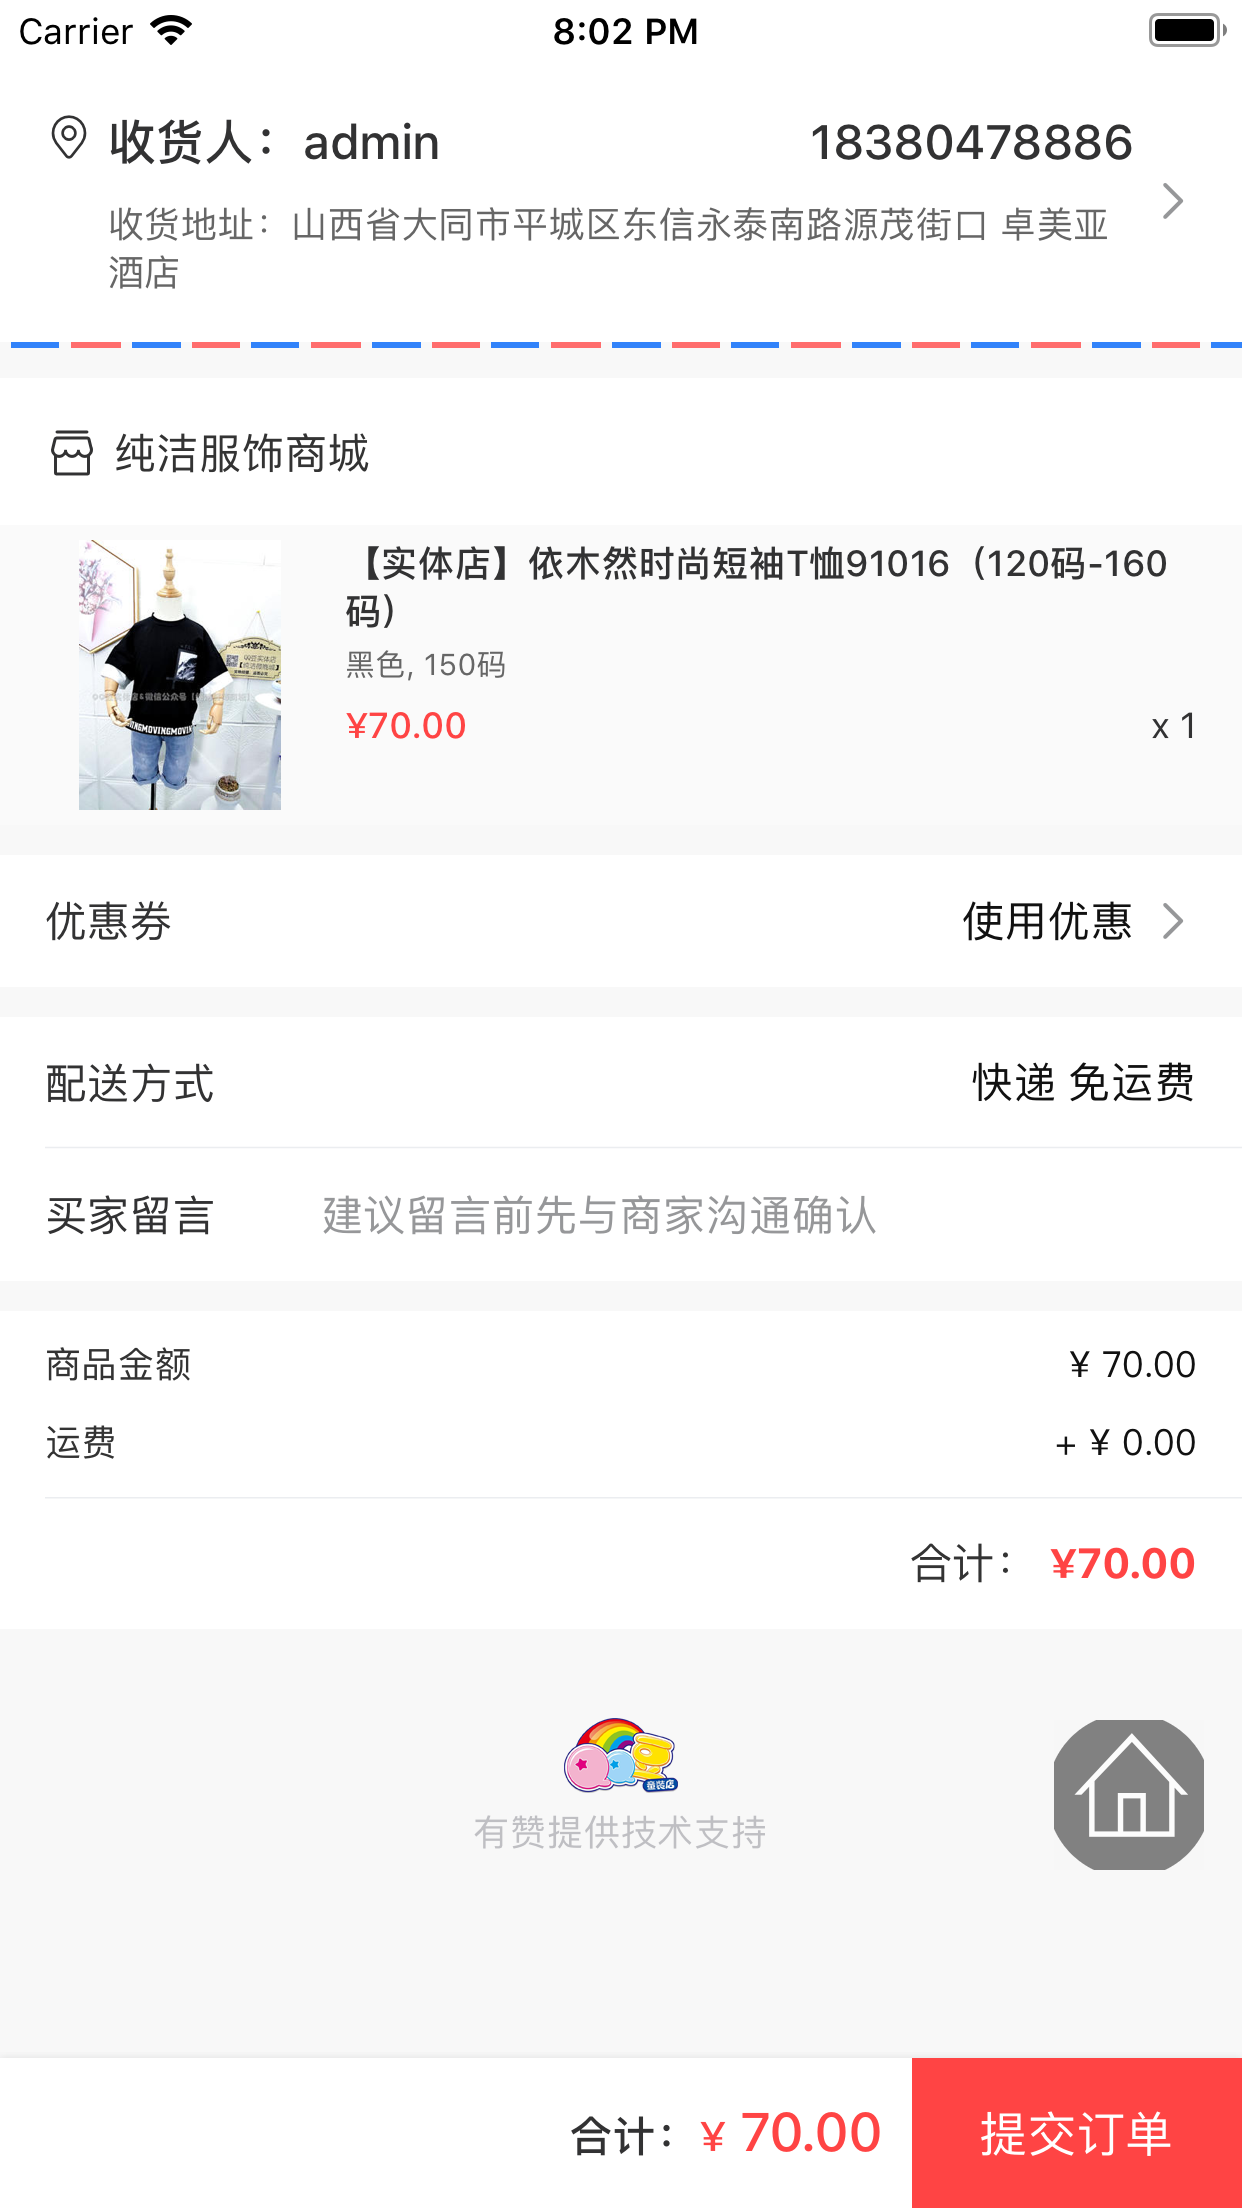 Carrier
8:02 PM
收货人：admin
18380478886
收货地址：山西省大同市平城区东信永泰南路源茂街口 卓美亚
酒店
纯洁服饰商城
【实体店】依木然时尚短袖T恤91016（120码-160
码）
黑色, 150码
¥70.00
x 1
优惠券
使用优惠
配送方式
快递 免运费
买家留言
建议留言前先与商家沟通确认
商品金额
¥ 70.00
运费
+ ¥ 0.00
合计：
¥70.00
童装店
有赞提供技术支持
合计：
¥ 70.00
提交订单